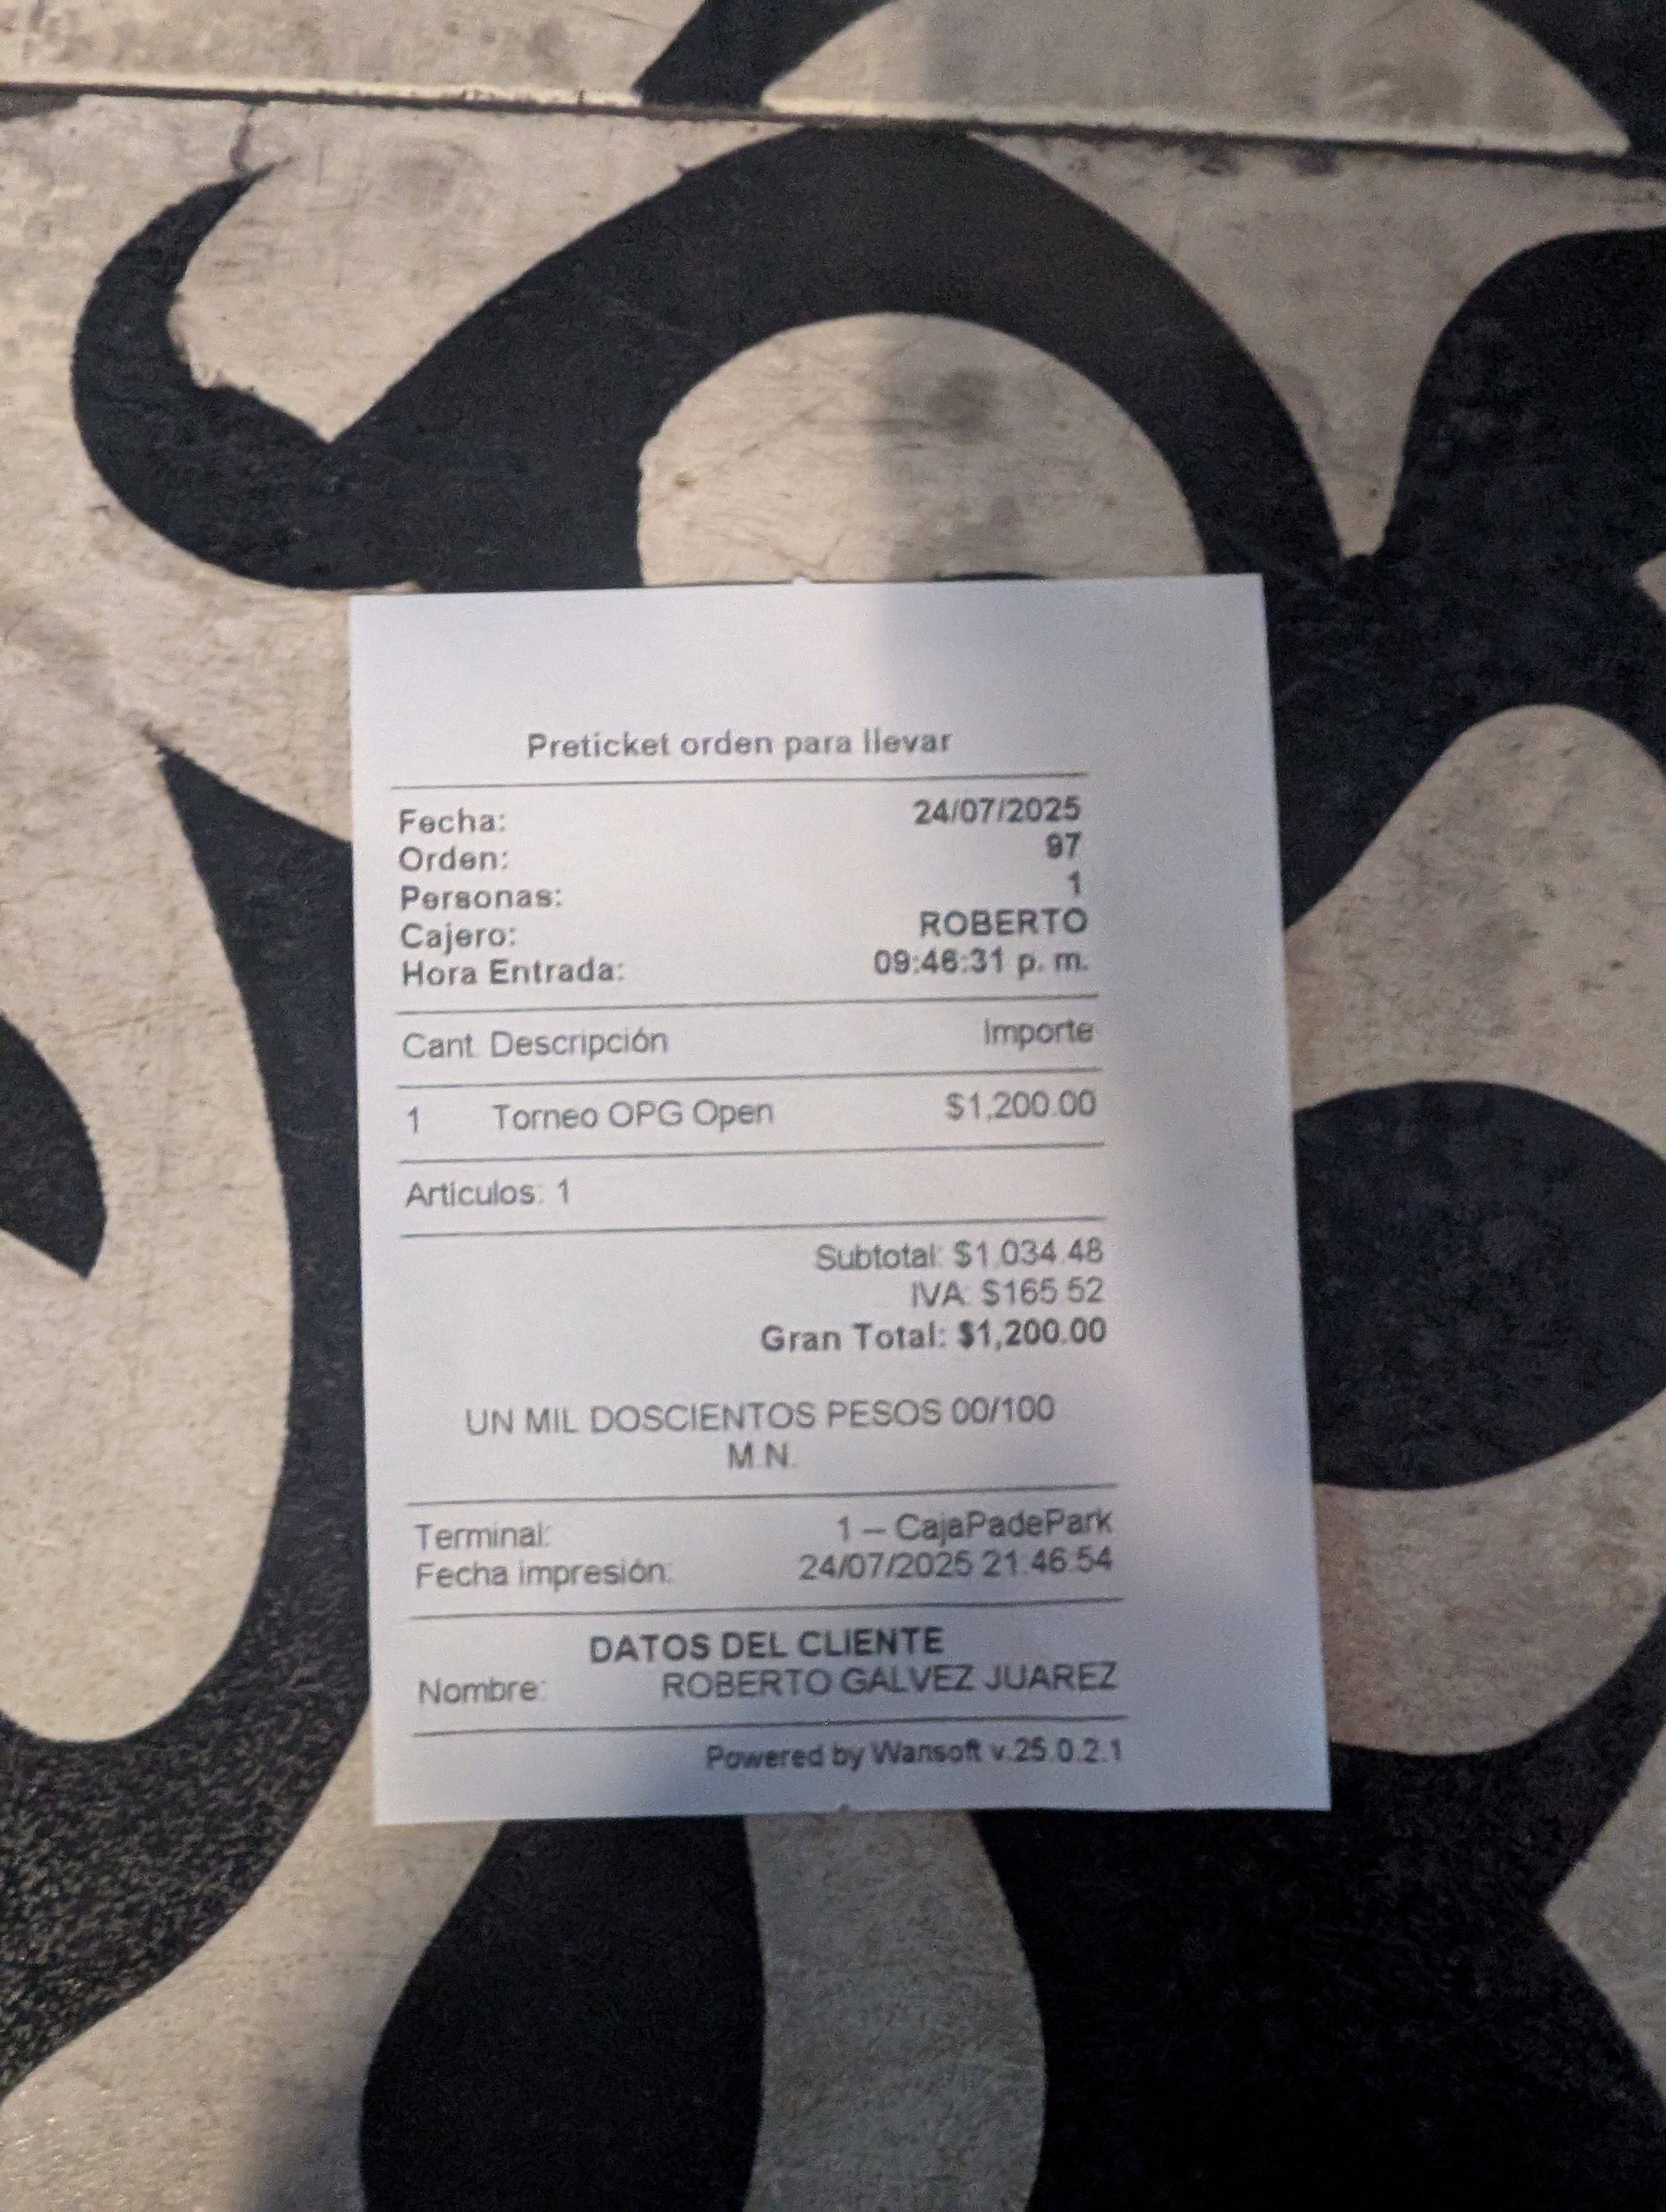 Preticket orden para llevar
Fecha: 24/07/2025
Orden: 97
Personas: 1
Cajero: ROBERTO
Hora Entrada: 09:46:31 p. m.
Cant. Descripción Importe
1 Torneo OPG Open $1,200.00
Articulos: 1
Subtotal: $1,034.48
IVA: $165.52
Gran Total: $1,200.00
UN MIL DOSCIENTOS PESOS 00/100
M.N.
Terminal: 1 – CajaPadePark
Fecha impresión: 24/07/2025 21:46:54
DATOS DEL CLIENTE
Nombre: ROBERTO GALVEZ JUAREZ
Powered by Wansoft v.25.0.2.1